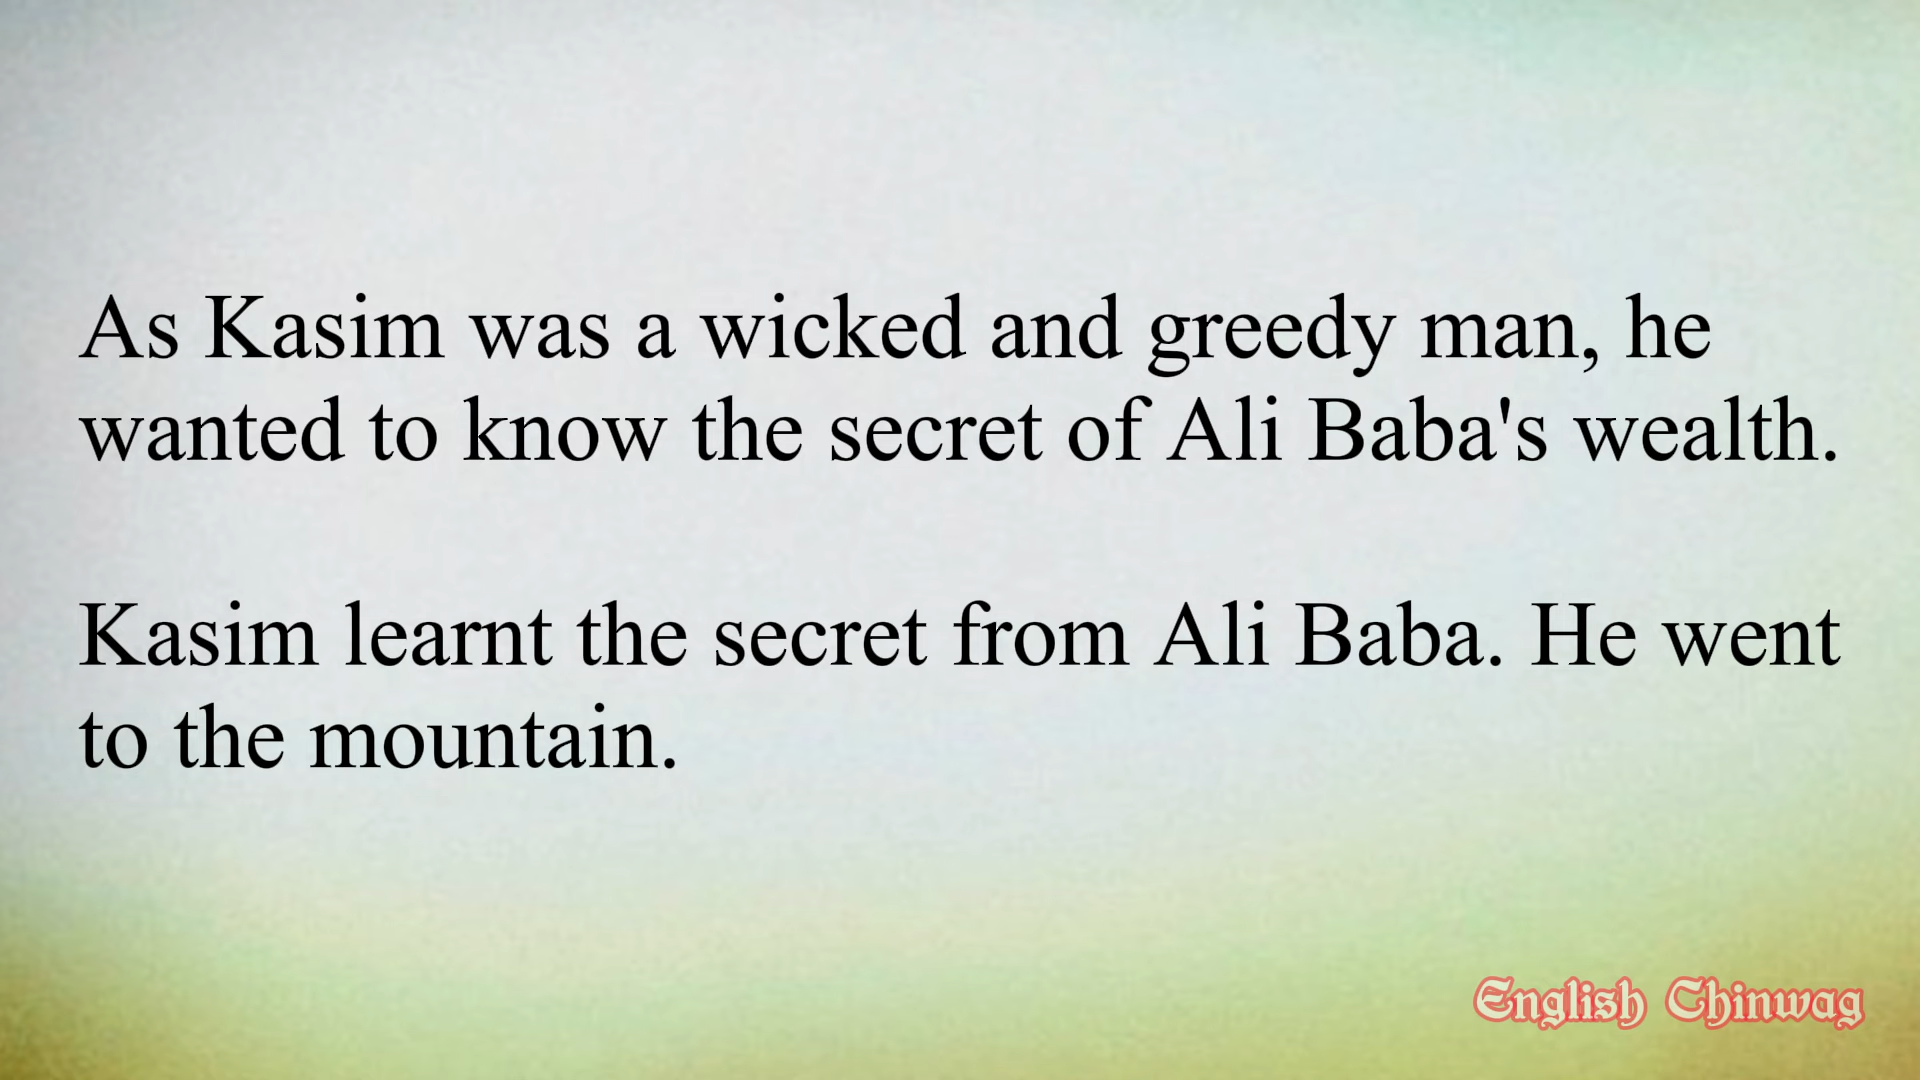 As Kasim was a wicked and greedy man, he
wanted to know the secret of Ali Baba's wealth.
Kasim learnt the secret from Ali Baba. He went
to the mountain.
English Chinwag